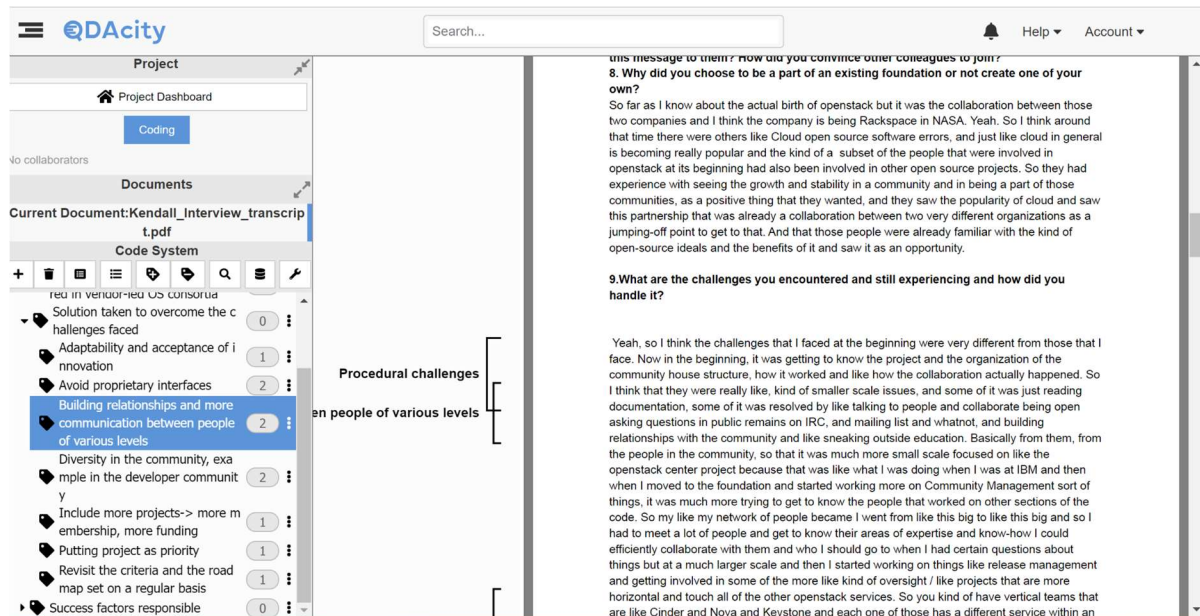 QDAcity
Search...
Help
Account
Project
Project Dashboard
Coding
No collaborators
Documents
Current Document:Kendall_Interview_transcrip
t.pdf
Code System
red in vendor-led OS consortia
Solution taken to overcome the c
hallenges faced
0
Adaptability and acceptance of i
nnovation
1
Avoid proprietary interfaces
2
Building relationships and more
communication between people
of various levels
2
Diversity in the community, exa
mple in the developer communit
y
2
Include more projects-> more m
embership, more funding
1
Putting project as priority
1
Revisit the criteria and the road
map set on a regular basis
1
Success factors responsible
0
Procedural challenges
en people of various levels
this message to them? How did you convince other colleagues to join?
8. Why did you choose to be a part of an existing foundation or not create one of your
own?
So far as I know about the actual birth of openstack but it was the collaboration between those
two companies and I think the company is being Rackspace in NASA. Yeah. So I think around
that time there were others like Cloud open source software errors, and just like cloud in general
is becoming really popular and the kind of a subset of the people that were involved in
openstack at its beginning had also been involved in other open source projects. So they had
experience with seeing the growth and stability in a community and in being a part of those
communities, as a positive thing that they wanted, and they saw the popularity of cloud and saw
this partnership that was already a collaboration between two very different organizations as a
jumping-off point to get to that. And that those people were already familiar with the kind of
open-source ideals and the benefits of it and saw it as an opportunity.
9.What are the challenges you encountered and still experiencing and how did you
handle it?
Yeah, so I think the challenges that I faced at the beginning were very different from those that I
face. Now in the beginning, it was getting to know the project and the organization of the
community house structure, how it worked and like how the collaboration actually happened. So
I think that they were really like, kind of smaller scale issues, and some of it was just reading
documentation, some of it was resolved by like talking to people and collaborate being open
asking questions in public remains on IRC, and mailing list and whatnot, and building
relationships with the community and like sneaking outside education. Basically from them, from
the people in the community, so that it was much more small scale focused on like the
openstack center project because that was like what I was doing when I was at IBM and then
when I moved to the foundation and started working more on Community Management sort of
things, it was much more trying to get to know the people that worked on other sections of the
code. So my like my network of people became I went from like this big to like this big and so I
had to meet a lot of people and get to know their areas of expertise and know-how I could
efficiently collaborate with them and who I should go to when I had certain questions about
things but at a much larger scale and then I started working on things like release management
and getting involved in some of the more like kind of oversight / like projects that are more
horizontal and touch all of the other openstack services. So you kind of have vertical teams that
are like Cinder and Nova and Keystone and each one of those has a different service within an